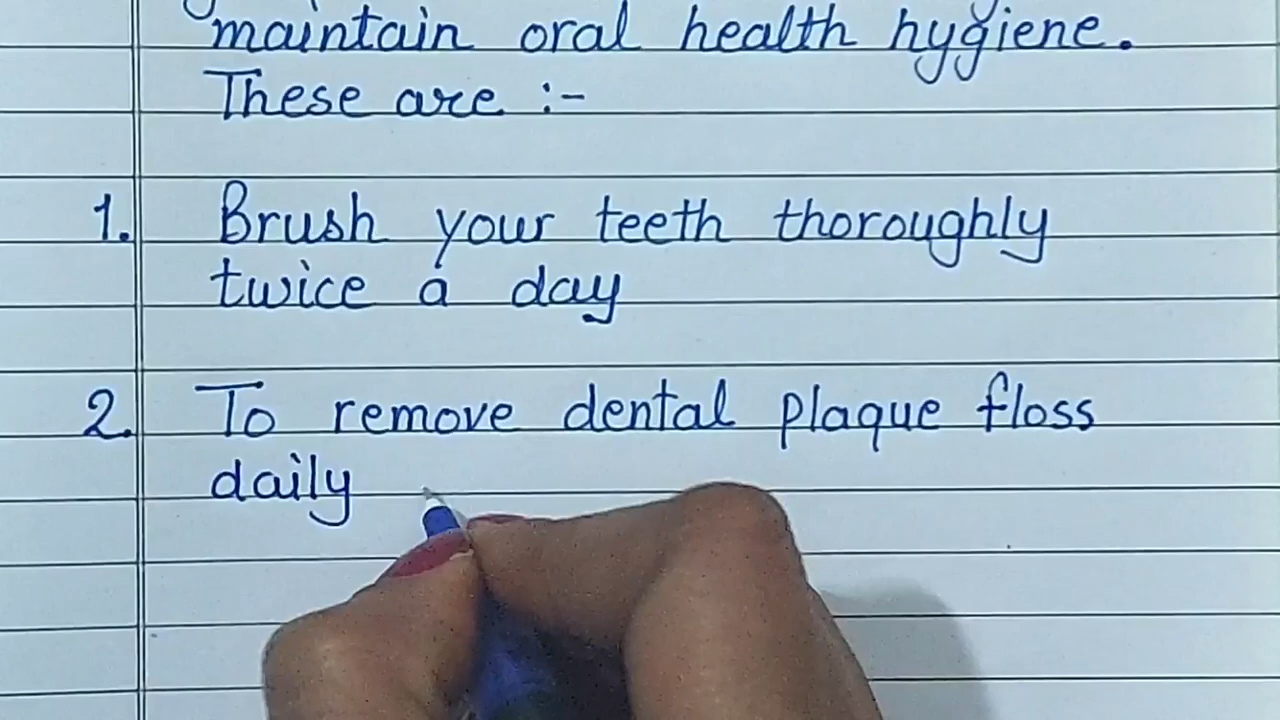 maintain oral health hygiene.
These are :-
1. Brush your teeth thoroughly
twice a day
2. To remove dental plaque floss
daily